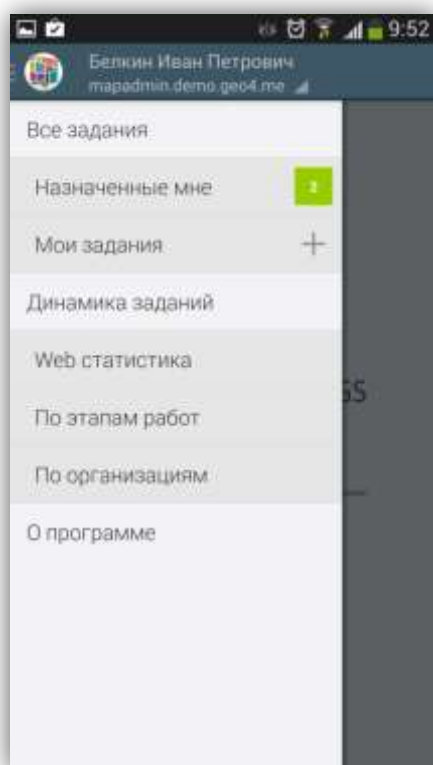 9:52
Белкин Иван Петрович
mapadmin.demo.geo4.me
Все задания
Назначенные мне
Мои задания
Динамика заданий
Web статистика
По этапам работ
По организациям
О программе